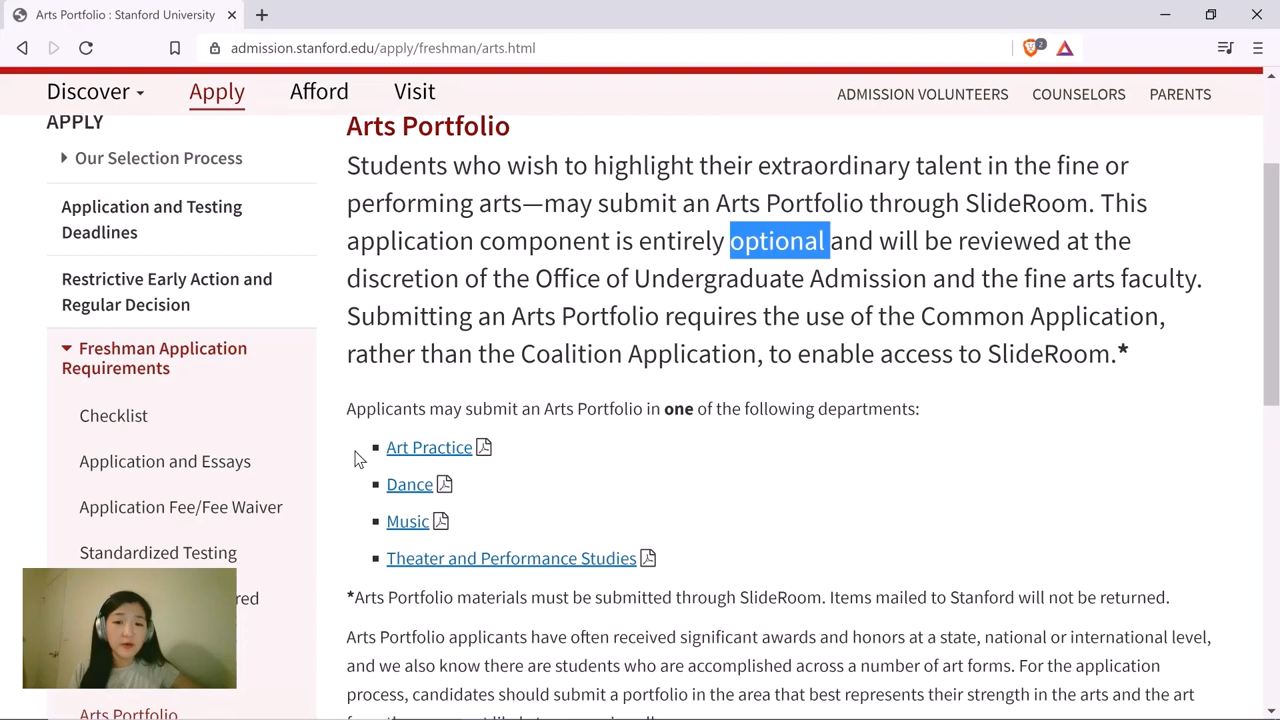 Arts Portfolio : Stanford University
admission.stanford.edu/apply/freshman/arts.html
2
Discover
Apply
Afford
Visit
ADMISSION VOLUNTEERS
COUNSELORS
PARENTS
APPLY
Our Selection Process
Application and Testing
Deadlines
Restrictive Early Action and
Regular Decision
Freshman Application
Requirements
Checklist
Application and Essays
Application Fee/Fee Waiver
Standardized Testing
red
Arts Portfolio
Arts Portfolio
Students who wish to highlight their extraordinary talent in the fine or
performing arts—may submit an Arts Portfolio through SlideRoom. This
application component is entirely optional and will be reviewed at the
discretion of the Office of Undergraduate Admission and the fine arts faculty.
Submitting an Arts Portfolio requires the use of the Common Application,
rather than the Coalition Application, to enable access to SlideRoom.*
Applicants may submit an Arts Portfolio in one of the following departments:
Art Practice
Dance
Music
Theater and Performance Studies
*Arts Portfolio materials must be submitted through SlideRoom. Items mailed to Stanford will not be returned.
Arts Portfolio applicants have often received significant awards and honors at a state, national or international level,
and we also know there are students who are accomplished across a number of art forms. For the application
process, candidates should submit a portfolio in the area that best represents their strength in the arts and the art